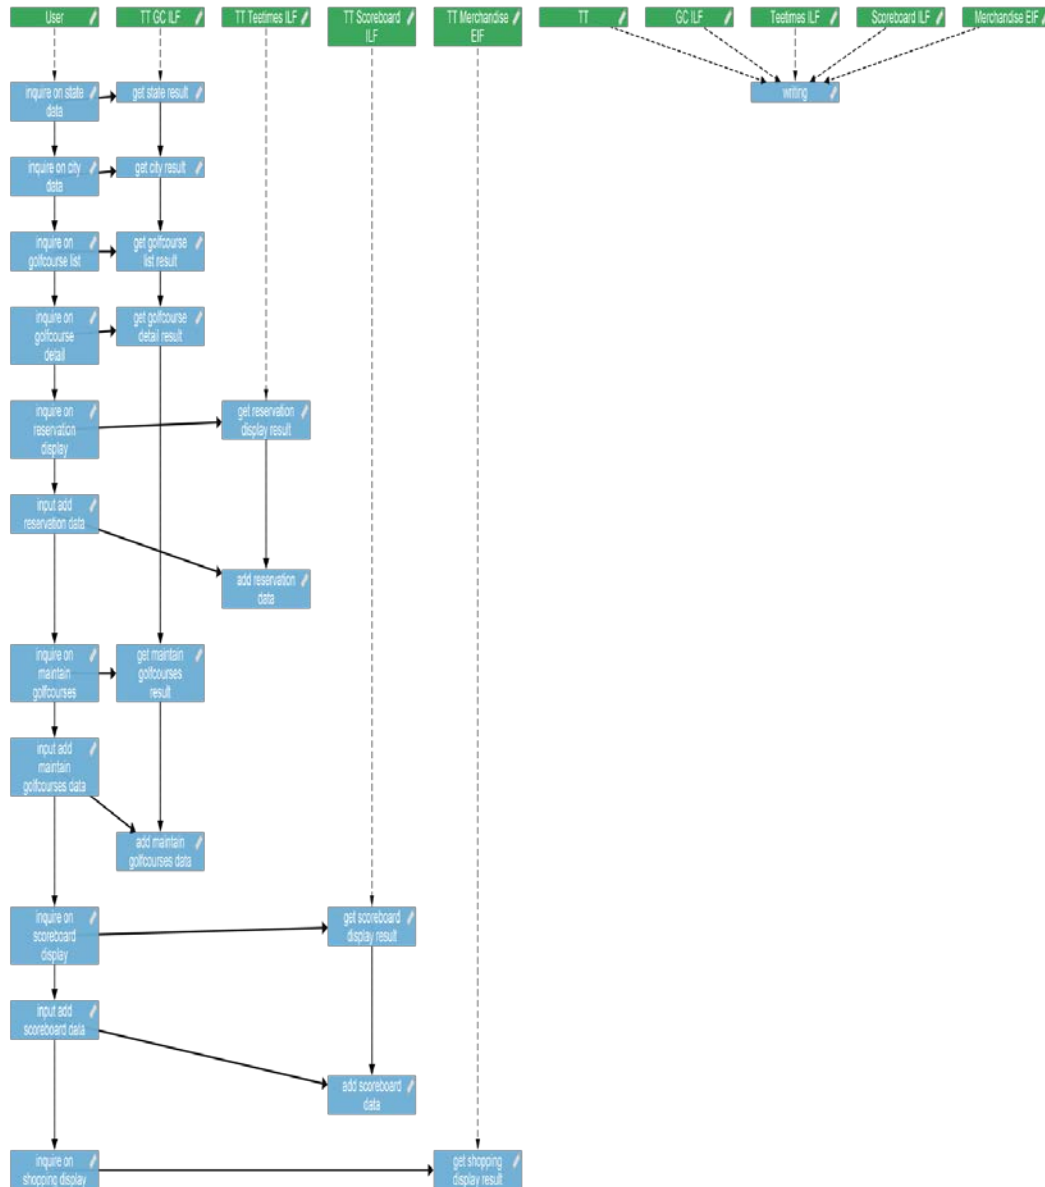 User
TT GC ILF
TT Teetimes ILF
TT Scoreboard
ILF
TT Merchandise
EIF
TT
GC ILF
Teetimes ILF
Scoreboard ILF
Merchandise EIF
inquire on state
data
get state result
writing
inquire on city
data
get city result
inquire on
golfcourse list
get golfcourse
list result
inquire on
golfcourse
detail
get golfcourse
detail result
inquire on
reservation
display
get reservation
display result
input add
reservation data
add reservation
data
inquire on
maintain
golfcourses
get maintain
golfcourses
result
input add
maintain
golfcourses data
add maintain
golfcourses data
inquire on
scoreboard
display
get scoreboard
display result
input add
scoreboard data
add scoreboard
data
inquire on
shopping display
get shopping
display result